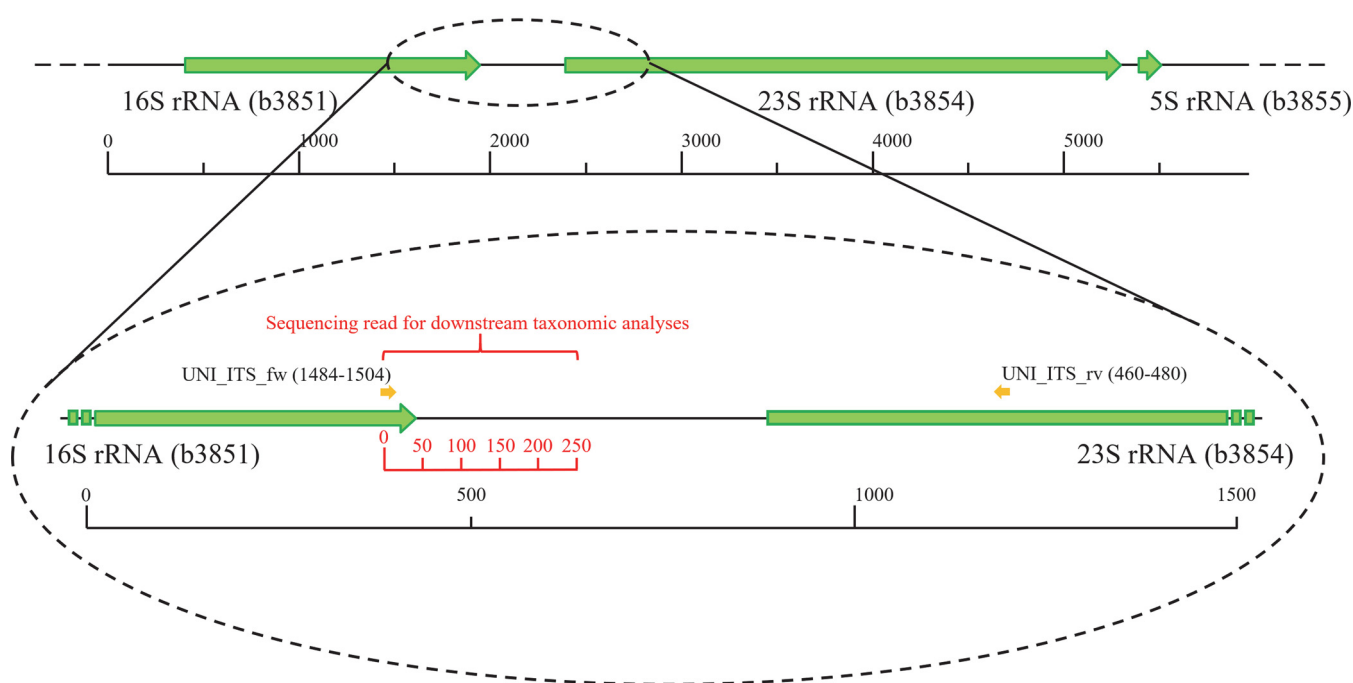 16S rRNA (b3851)
23S rRNA (b3854)
5S rRNA (b3855)
0 1000 2000 3000 4000 5000
Sequencing read for downstream taxonomic analyses
UNI_ITS_fw (1484-1504)
UNI_ITS_rv (460-480)
16S rRNA (b3851)
0 50 100 150 200 250
23S rRNA (b3854)
0 500 1000 1500